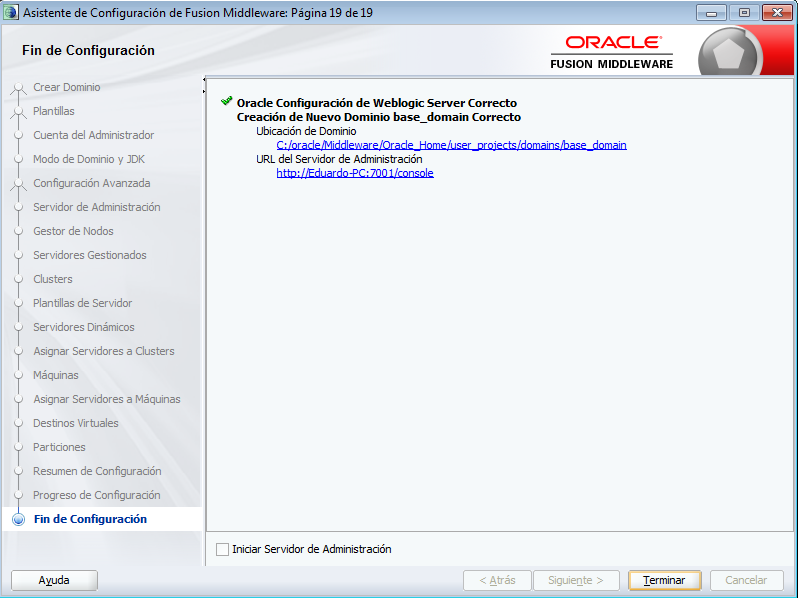 Asistente de Configuración de Fusion Middleware: Página 19 de 19
Fin de Configuración
ORACLE
FUSION MIDDLEWARE
Crear Dominio
Plantillas
Cuenta del Administrador
Modo de Dominio y JDK
Configuración Avanzada
Servidor de Administración
Gestor de Nodos
Servidores Gestionados
Clusters
Plantillas de Servidor
Servidores Dinámicos
Asignar Servidores a Clusters
Máquinas
Asignar Servidores a Máquinas
Destinos Virtuales
Particiones
Resumen de Configuración
Progreso de Configuración
Fin de Configuración
Oracle Configuración de Weblogic Server Correcto
Creación de Nuevo Dominio base_domain Correcto
Ubicación de Dominio
C:/oracle/Middleware/Oracle_Home/user_projects/domains/base_domain
URL del Servidor de Administración
http://Eduardo-PC:7001/console
Iniciar Servidor de Administración
Ayuda
< Atrás
Siguiente >
Terminar
Cancelar